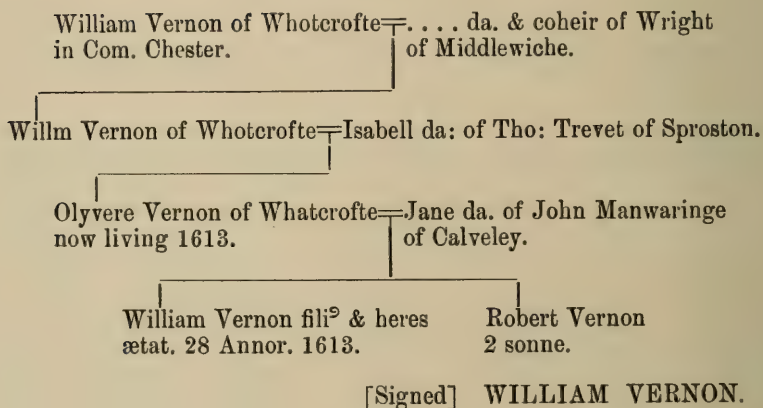 William Vernon of Whotcrofte . . . . da. & coheir of Wright
in Com. Chester. of Middlewiche.
Willm Vernon of Whotcrofte Isabell da: of Tho: Trevet of Sproston.
Olyvere Vernon of Whatcrofte Jane da. of John Manwaringe
now living 1613. of Calveley.
William Vernon filiꝰ & heres Robert Vernon
ætat. 28 Annor. 1613. 2 sonne.
[Signed] WILLIAM VERNON.